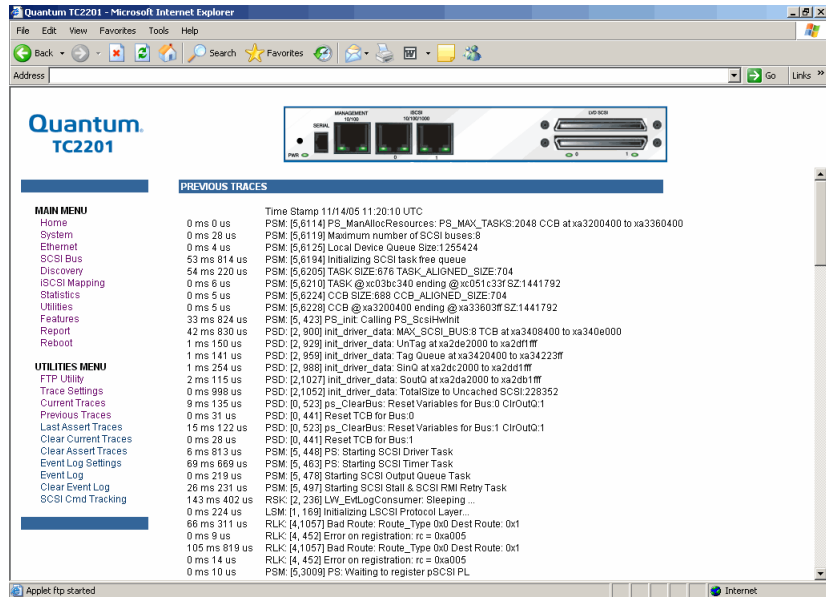 Quantum TC2201 - Microsoft Internet Explorer
File Edit View Favorites Tools Help
Back Search Favorites
Address Go Links »
Quantum.
TC2201
MANAGEMENT
10/100
ISCSI
10/100/1000
LVD SCSI
SERIAL
PWR 0 1 0 1
PREVIOUS TRACES
MAIN MENU
Home
System
Ethernet
SCSI Bus
Discovery
iSCSI Mapping
Statistics
Utilities
Features
Report
Reboot
UTILITIES MENU
FTP Utility
Trace Settings
Current Traces
Previous Traces
Last Assert Traces
Clear Current Traces
Clear Assert Traces
Event Log Settings
Event Log
Clear Event Log
SCSI Cmd Tracking
Time Stamp 11/14/05 11:20:10 UTC
0 ms 0 us PSM: [5,6114] PS_ManAllocResources: PS_MAX_TASKS:2048 CCB at xa3200400 to xa3360400
0 ms 28 us PSM: [5,6119] Maximum number of SCSI buses:8
0 ms 4 us PSM: [5,6125] Local Device Queue Size:1255424
53 ms 814 us PSM: [5,6194] Initializing SCSI task free queue
54 ms 220 us PSM: [5,6205] TASK SIZE:676 TASK_ALIGNED_SIZE:704
0 ms 6 us PSM: [5,6210] TASK @ xc03bc340 ending @ xc051c33f SZ:1441792
0 ms 5 us PSM: [5,6224] CCB SIZE:688 CCB_ALIGNED_SIZE:704
0 ms 5 us PSM: [5,6228] CCB @ xa3200400 ending @ xa33603ff SZ:1441792
33 ms 824 us PSM: [5, 423] PS_init: Calling PS_ScsiHwInit
42 ms 830 us PSD: [2, 900] init_driver_data: MAX_SCSI_BUS:8 TCB at xa3408400 to xa340e000
1 ms 150 us PSD: [2, 929] init_driver_data: UnTag at xa2de2000 to xa2df1fff
1 ms 141 us PSD: [2, 959] init_driver_data: Tag Queue at xa3420400 to xa34223ff
1 ms 254 us PSD: [2, 988] init_driver_data: SinQ at xa2dc2000 to xa2dd1fff
2 ms 115 us PSD: [2,1027] init_driver_data: SoutQ at xa2da2000 to xa2db1fff
0 ms 998 us PSD: [2,1052] init_driver_data: TotalSize to Uncached SCSI:228352
9 ms 135 us PSD: [0, 523] ps_ClearBus: Reset Variables for Bus:0 ClrOutQ:1
0 ms 31 us PSD: [0, 441] Reset TCB for Bus:0
15 ms 122 us PSD: [0, 523] ps_ClearBus: Reset Variables for Bus:1 ClrOutQ:1
0 ms 28 us PSD: [0, 441] Reset TCB for Bus:1
6 ms 813 us PSM: [5, 448] PS: Starting SCSI Driver Task
69 ms 669 us PSM: [5, 463] PS: Starting SCSI Timer Task
0 ms 219 us PSM: [5, 478] Starting SCSI Output Queue Task
26 ms 231 us PSM: [5, 497] Starting SCSI Stall & SCSI RMI Retry Task
143 ms 402 us RSK: [2, 236] LW_EvtLogConsumer: Sleeping ...
0 ms 224 us LSM: [1, 169] Initializing LSCSI Protocol Layer...
66 ms 311 us RLK: [4,1057] Bad Route: Route_Type 0x0 Dest Route: 0x1
0 ms 9 us RLK: [4, 452] Error on registration: rc = 0xa005
105 ms 819 us RLK: [4,1057] Bad Route: Route_Type 0x0 Dest Route: 0x1
0 ms 14 us RLK: [4, 452] Error on registration: rc = 0xa005
0 ms 10 us PSM: [5,3009] PS: Waiting to register pSCSI PL
Applet ftp started Internet